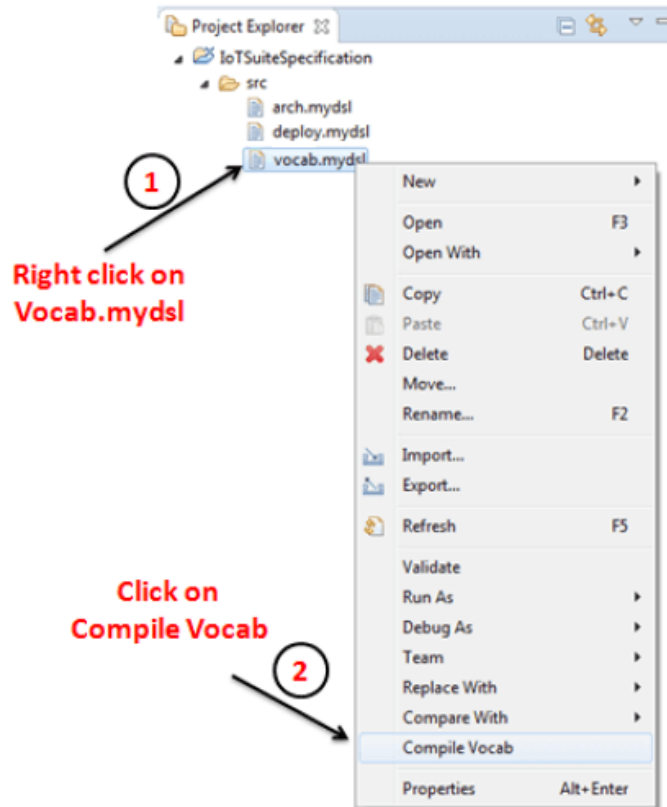 Project Explorer
IoTSuiteSpecification
src
arch.mydsl
deploy.mydsl
vocab.mydsl
1
Right click on
Vocab.mydsl
New
Open F3
Open With
Copy Ctrl+C
Paste Ctrl+V
Delete Delete
Move...
Rename... F2
Import...
Export...
Refresh F5
Validate
Run As
Debug As
Team
Replace With
Compare With
Compile Vocab
Properties Alt+Enter
Click on
Compile Vocab
2